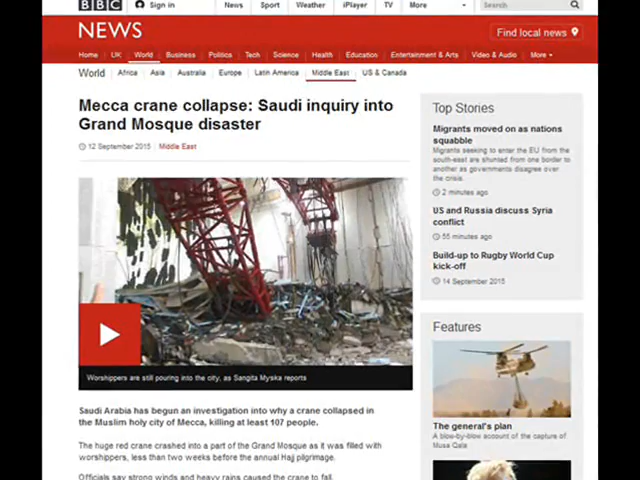 BBC Sign in News Sport Weather iPlayer TV More Search
NEWS Find local news
Home UK World Business Politics Tech Science Health Education Entertainment & Arts Video & Audio More
World Africa Asia Australia Europe Latin America Middle East US & Canada
Mecca crane collapse: Saudi inquiry into
Grand Mosque disaster
12 September 2015 Middle East
Worshippers are still pouring into the city, as Sangita Myska reports
Saudi Arabia has begun an investigation into why a crane collapsed in
the Muslim holy city of Mecca, killing at least 107 people.
The huge red crane crashed into a part of the Grand Mosque as it was filled with
worshippers, less than two weeks before the annual Hajj pilgrimage.
Officials say strong winds and heavy rains caused the crane to fall.
Top Stories
Migrants moved on as nations
squabble
Migrants seeking to enter the EU from the
south-east are shunted from one border to
another as governments disagree over
the crisis.
2 minutes ago
US and Russia discuss Syria
conflict
55 minutes ago
Build-up to Rugby World Cup
kick-off
14 September 2015
Features
The general's plan
A blow-by-blow account of the capture of
Musa Qala